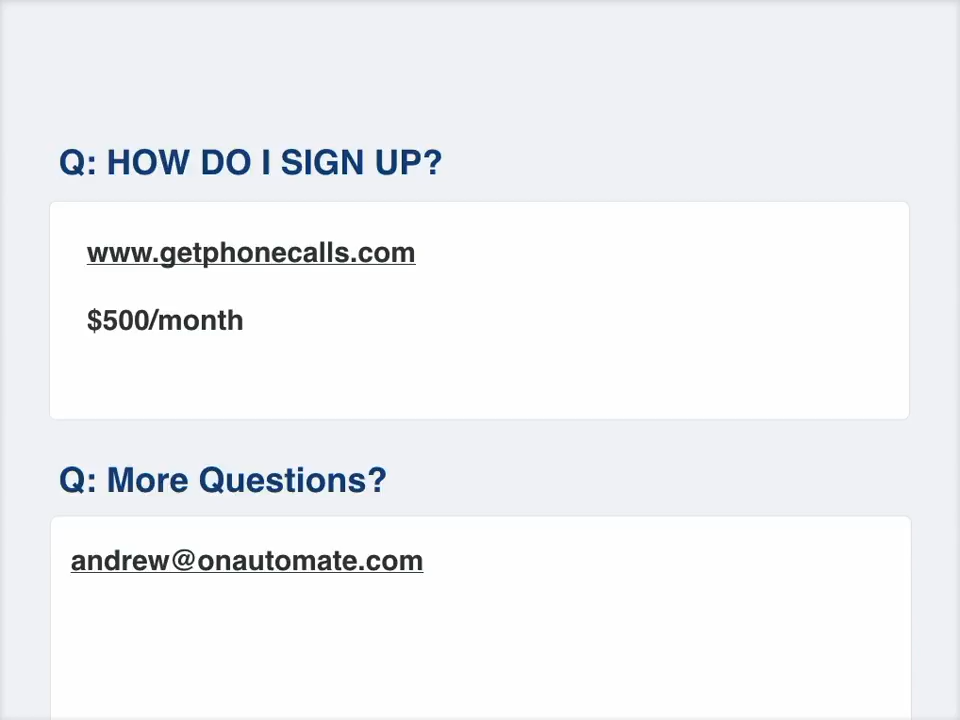 Q: HOW DO I SIGN UP?
www.getphonecalls.com
$500/month
Q: More Questions?
andrew@onautomate.com